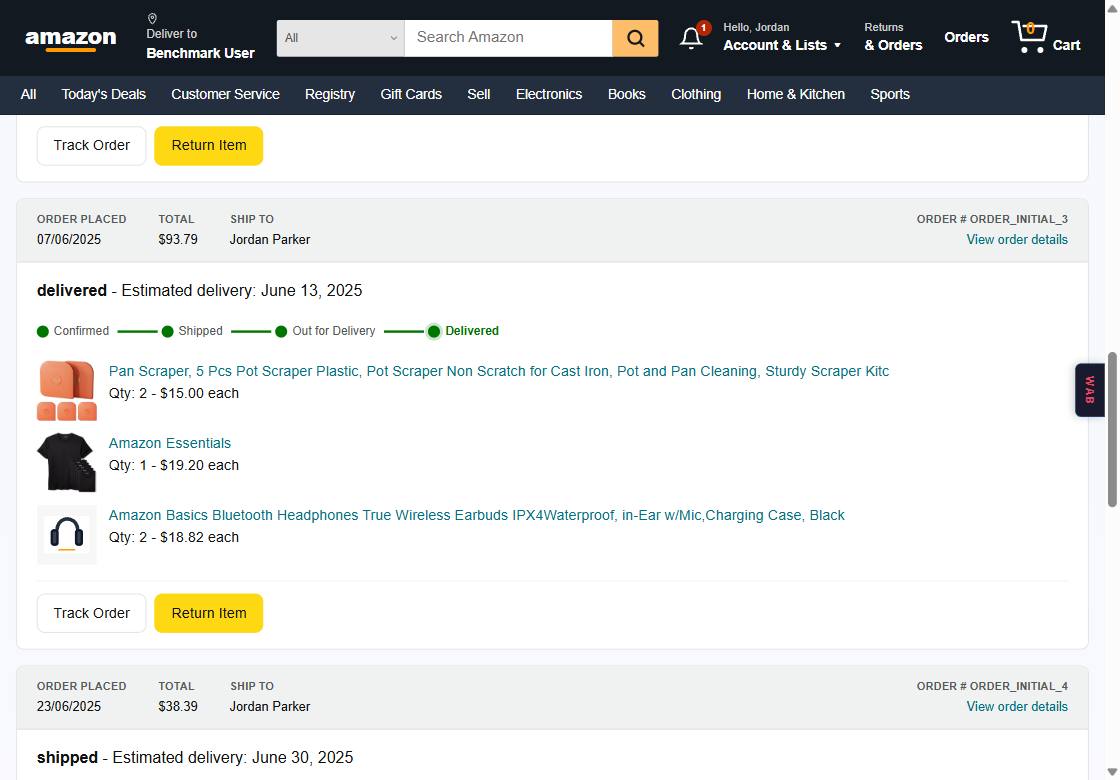 amazon
Deliver to
Benchmark User
All
Search Amazon
1
Hello, Jordan
Account & Lists
Returns
& Orders
Orders
0
Cart
All
Today's Deals
Customer Service
Registry
Gift Cards
Sell
Electronics
Books
Clothing
Home & Kitchen
Sports
Track Order
Return Item
ORDER PLACED
07/06/2025
TOTAL
$93.79
SHIP TO
Jordan Parker
ORDER # ORDER_INITIAL_3
View order details
delivered - Estimated delivery: June 13, 2025
Confirmed
Shipped
Out for Delivery
Delivered
Pan Scraper, 5 Pcs Pot Scraper Plastic, Pot Scraper Non Scratch for Cast Iron, Pot and Pan Cleaning, Sturdy Scraper Kitc
Qty: 2 - $15.00 each
Amazon Essentials
Qty: 1 - $19.20 each
Amazon Basics Bluetooth Headphones True Wireless Earbuds IPX4Waterproof, in-Ear w/Mic,Charging Case, Black
Qty: 2 - $18.82 each
WAB
Track Order
Return Item
ORDER PLACED
23/06/2025
TOTAL
$38.39
SHIP TO
Jordan Parker
ORDER # ORDER_INITIAL_4
View order details
shipped - Estimated delivery: June 30, 2025